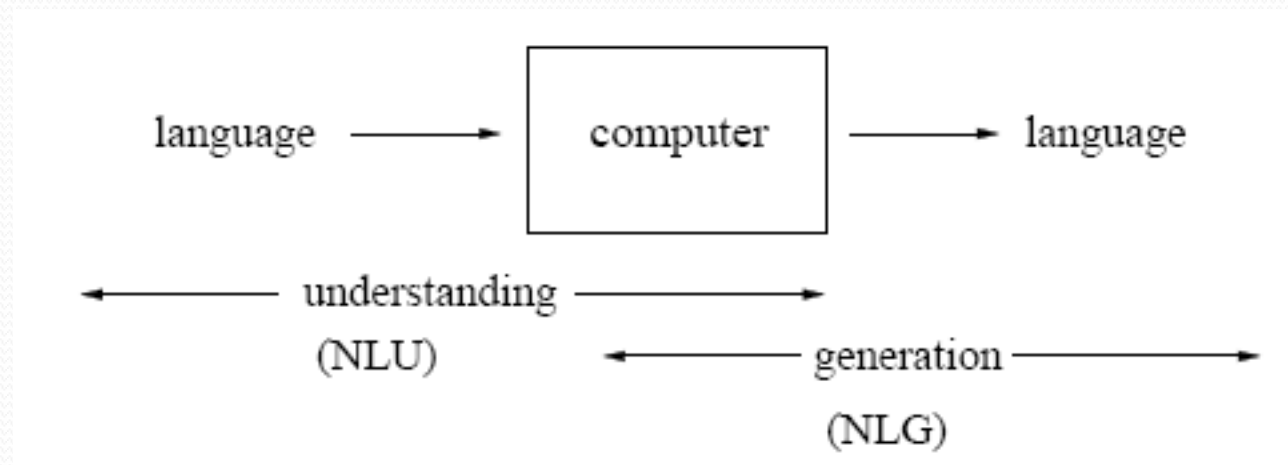 language computer language
understanding
(NLU)
generation
(NLG)